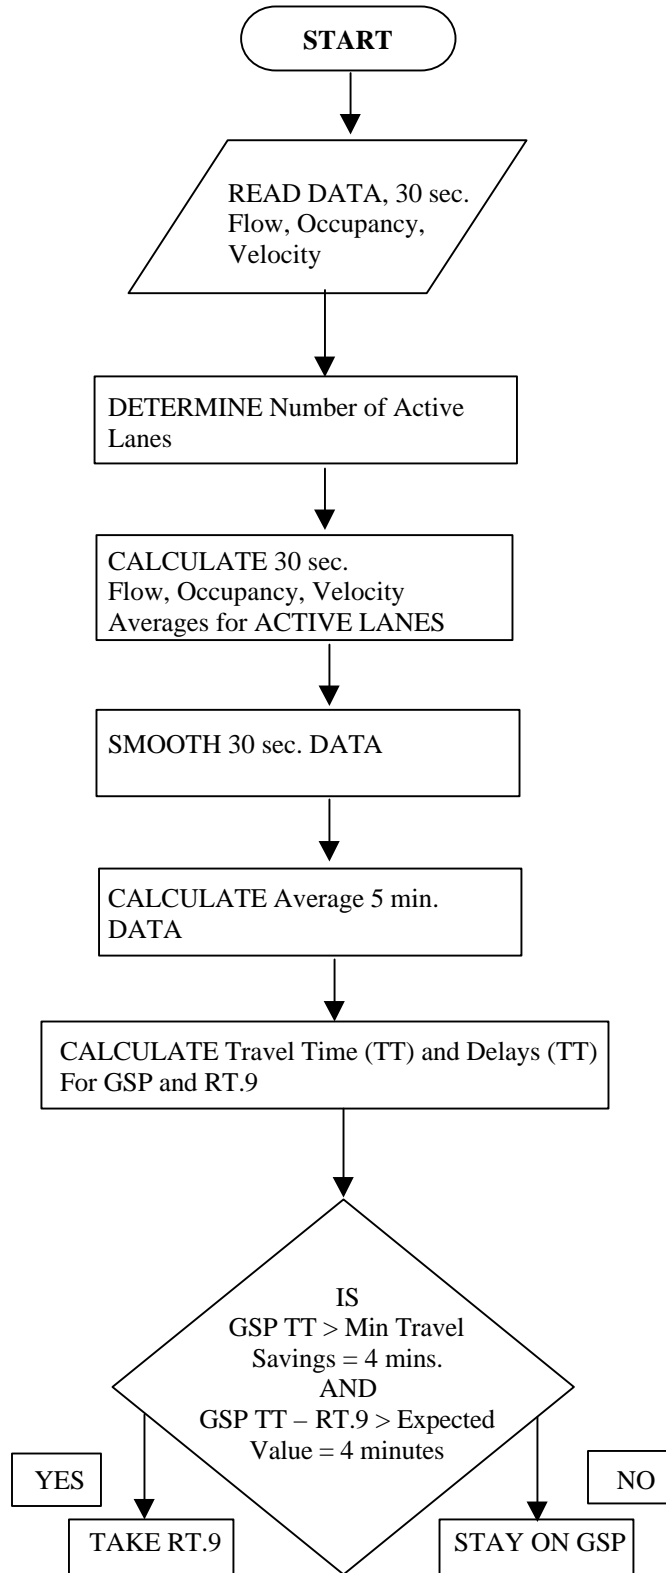 START
READ DATA, 30 sec.
Flow, Occupancy,
Velocity
DETERMINE Number of Active
Lanes
CALCULATE 30 sec.
Flow, Occupancy, Velocity
Averages for ACTIVE LANES
SMOOTH 30 sec. DATA
CALCULATE Average 5 min.
DATA
CALCULATE Travel Time (TT) and Delays (TT)
For GSP and RT.9
IS
GSP TT > Min Travel
Savings = 4 mins.
AND
GSP TT – RT.9 > Expected
Value = 4 minutes
YES
NO
TAKE RT.9
STAY ON GSP